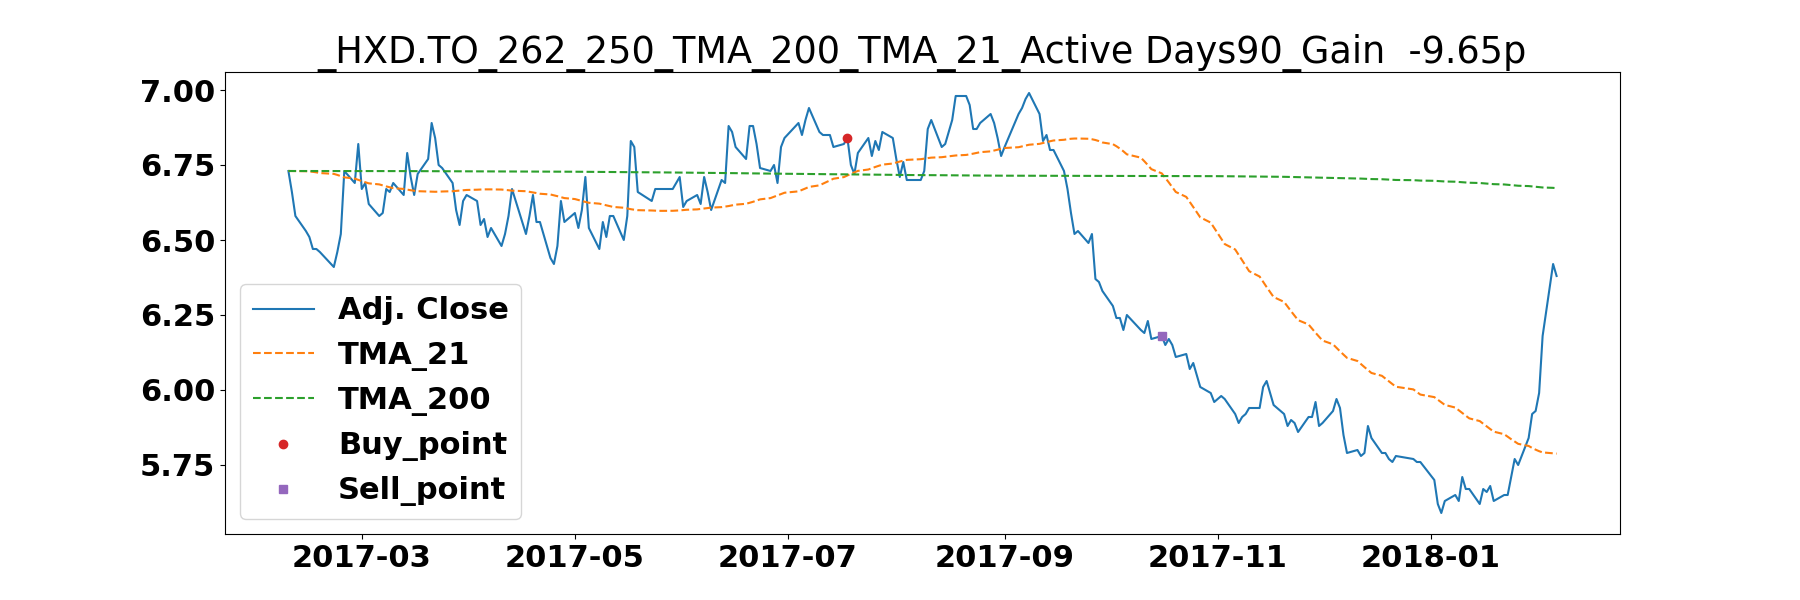 _HXD.TO_262_250_TMA_200_TMA_21_Active Days90_Gain  -9.65p
7.00
6.75
6.50
6.25
6.00
5.75
Adj. Close
TMA_21
TMA_200
Buy_point
Sell_point
2017-03 2017-05 2017-07 2017-09 2017-11 2018-01